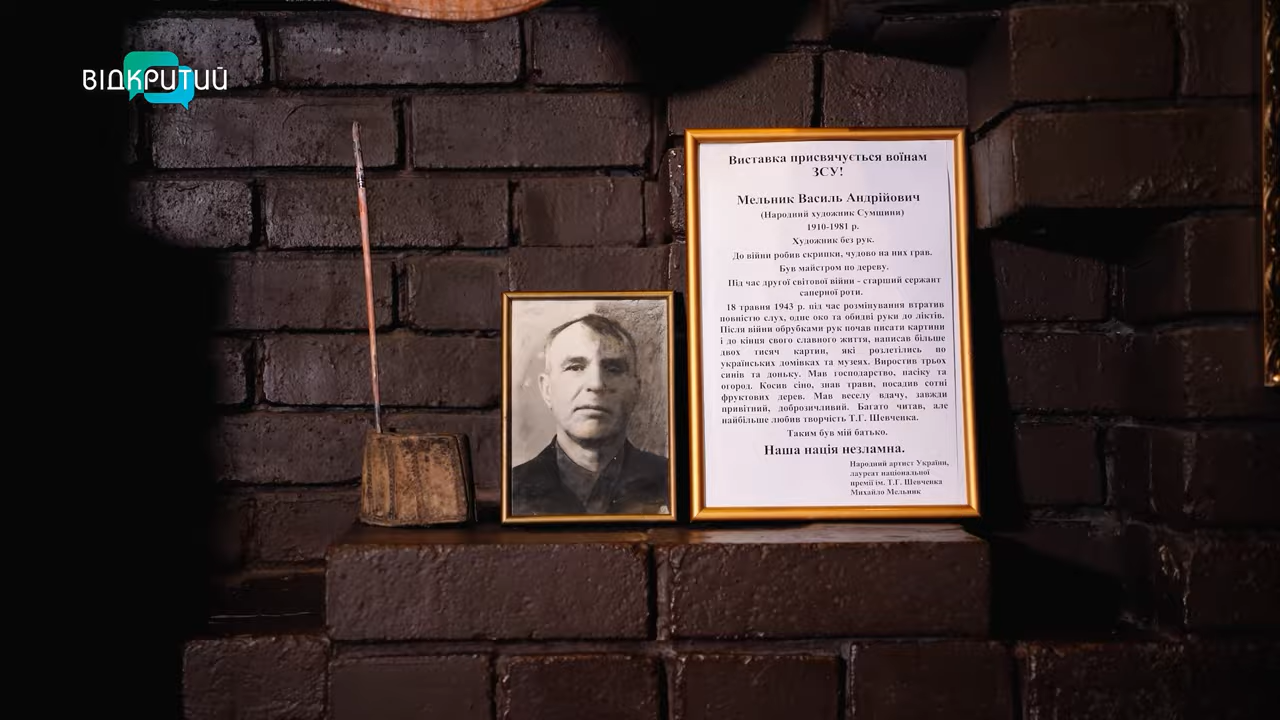 ВІДКРИТИЙ
Виставка присвячується воїнам
ЗСУ!
Мельник Василь Андрійович
(Народний художник Сумщини)
1910-1981 р.
Художник без рук.
До війни робив скрипки, чудово на них грав.
Був майстром по дереву.
Під час другої світової війни - старший сержант
саперної роти.
18 травня 1943 р. під час розмінування втратив
повністю слух, одне око та обидві руки до ліктів.
Після війни обрубками рук почав писати картини
і до кінця свого славного життя, написав більше
двох тисяч картин, які розлетілись по
українських домівках та музеях. Виростив трьох
синів та доньку. Мав господарство, пасіку та
огород. Косив сіно, знав трави, посадив сотні
фруктових дерев. Мав веселу вдачу, завжди
привітний, доброзичливий. Багато читав, але
найбільше любив творчість Т.Г. Шевченка.
Таким був мій батько.
Наша нація незламна.
Народний артист України,
лауреат національної
премії ім. Т.Г. Шевченка
Михайло Мельник